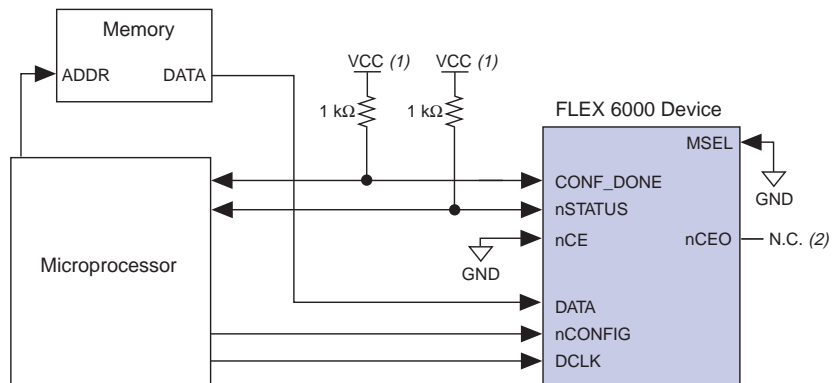 Memory
ADDR DATA
VCC (1) VCC (1)
1 kΩ 1 kΩ
FLEX 6000 Device
MSEL
GND
CONF_DONE
nSTATUS
nCE
nCEO N.C. (2)
GND
Microprocessor
DATA
nCONFIG
DCLK